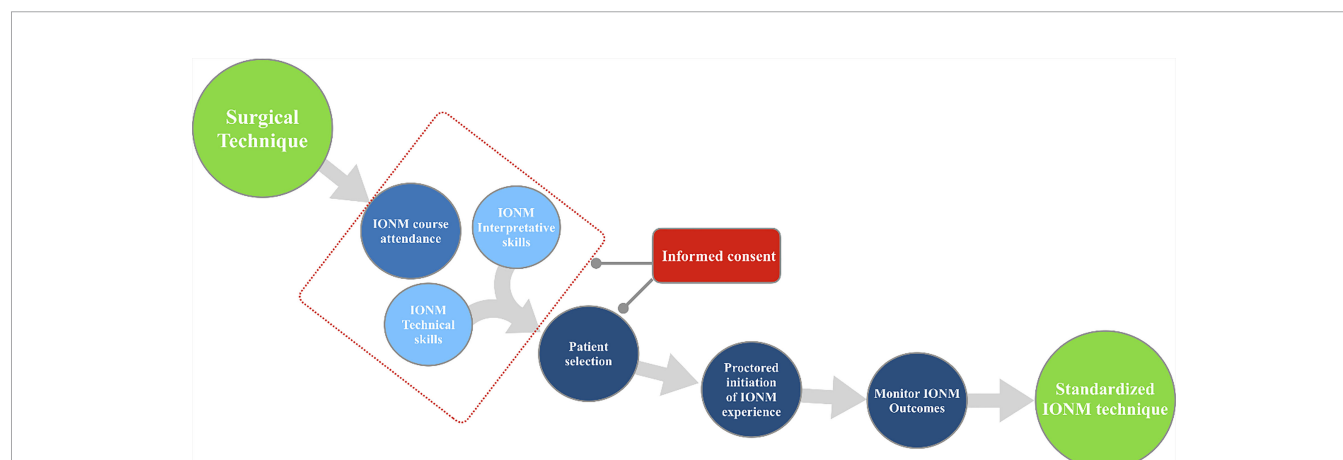 Surgical
Technique
IONM course
attendance
IONM
Interpretative
skills
IONM
Technical
skills
Informed consent
Patient
selection
Proctored
initiation
of IONM
experience
Monitor IONM
Outcomes
Standardized
IONM technique